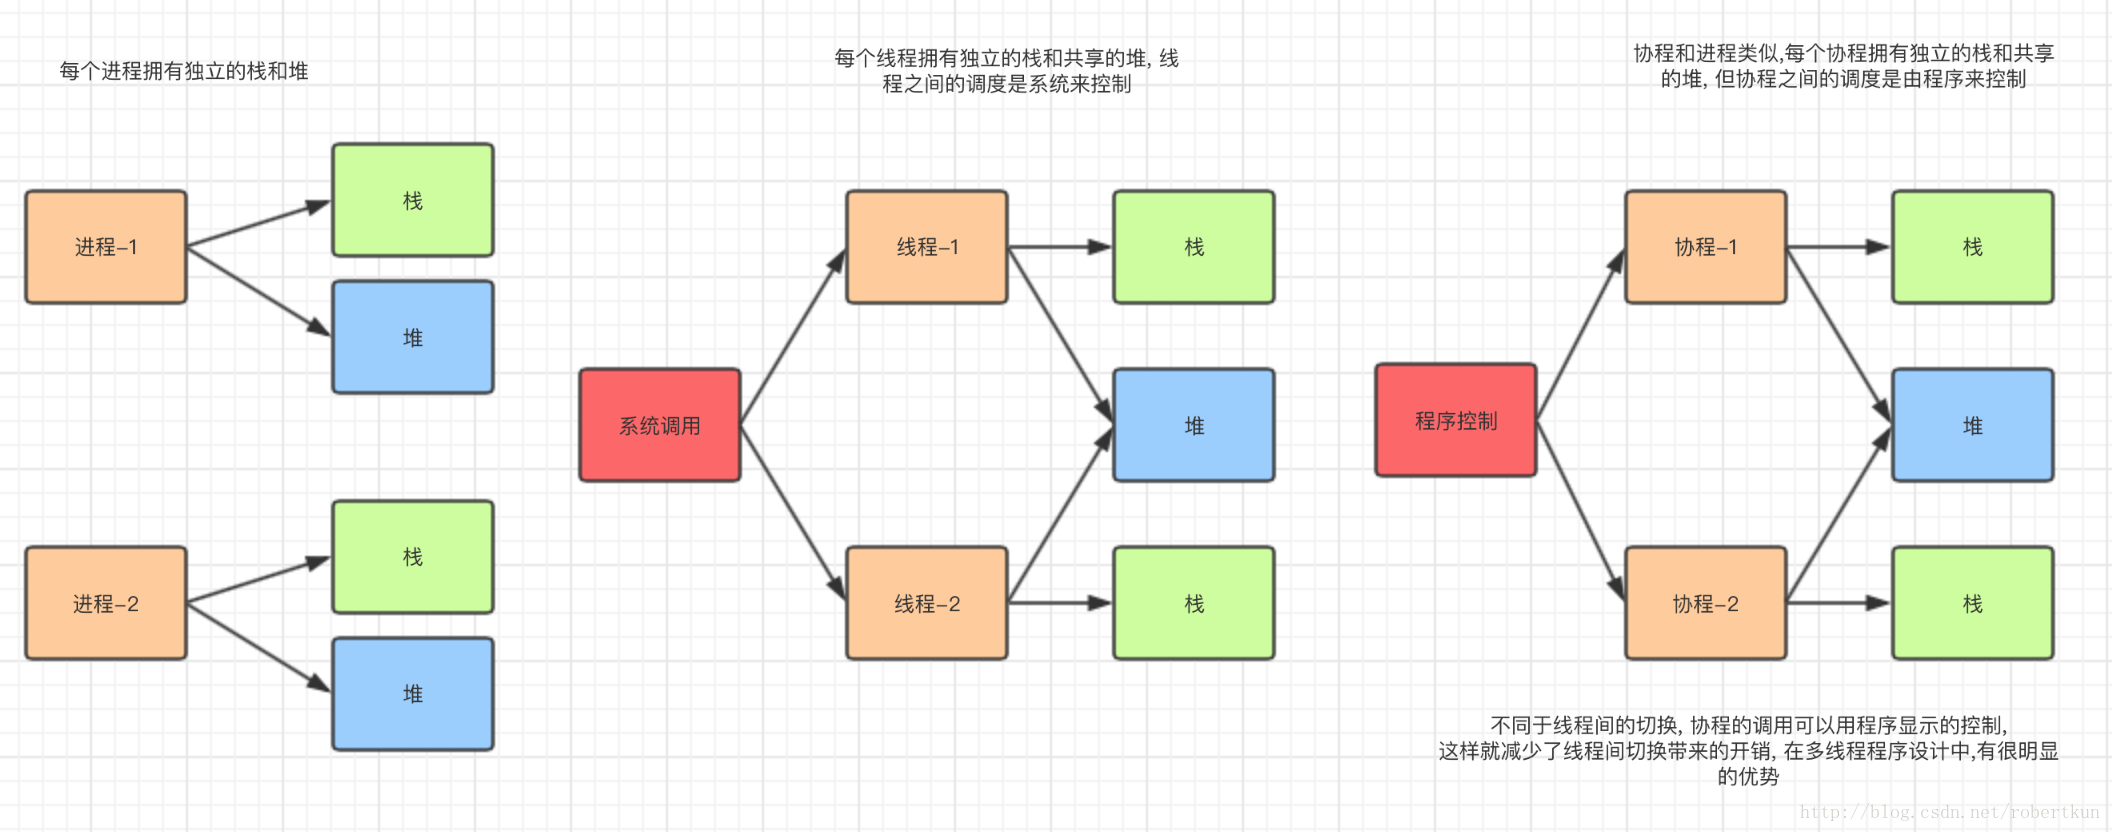 每个进程拥有独立的栈和堆
进程-1
栈
堆
进程-2
栈
堆
每个线程拥有独立的栈和共享的堆, 线
程之间的调度是系统来控制
系统调用
线程-1
栈
堆
线程-2
栈
协程和进程类似,每个协程拥有独立的栈和共享
的堆, 但协程之间的调度是由程序来控制
程序控制
协程-1
栈
堆
协程-2
栈
不同于线程间的切换, 协程的调用可以用程序显示的控制,
这样就减少了线程间切换带来的开销, 在多线程程序设计中,有很明显
的优势
http://blog.csdn.net/robertkun